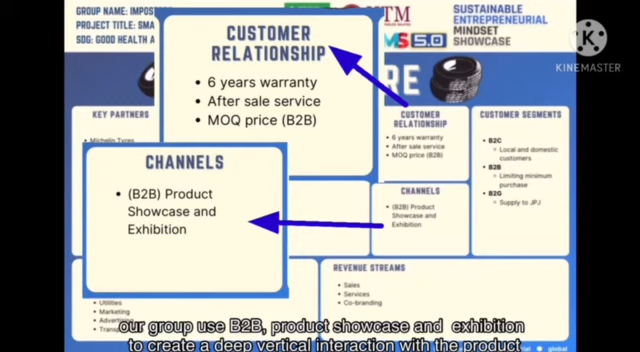 GROUP NAME: IMPOST
PROJECT TITLE: SMA
SDG: GOOD HEALTH A
UTM
MS 5.0
SUSTAINABLE
ENTREPRENEURIAL
MINDSET
SHOWCASE
KINEMASTER
CUSTOMER
RELATIONSHIP
• 6 years warranty
• After sale service
• MOQ price (B2B)
RE
KEY PARTNERS
Michelin Tyres
CHANNELS
• (B2B) Product
Showcase and
Exhibition
CUSTOMER
RELATIONSHIP
• 6 years warranty
• After sale service
• MOQ price (B2B)
CHANNELS
• (B2B) Product
Showcase and
Exhibition
CUSTOMER SEGMENTS
• B2C
Local and domestic
customers
• B2B
Limiting minimum
purchase
• B2G
Supply to JPJ
• Utilities
• Marketing
• Advertising
• Trans
REVENUE STREAMS
• Sales
• Services
• Co-branding
global
our group use B2B, product showcase and exhibition
to create a deep vertical interaction with the product